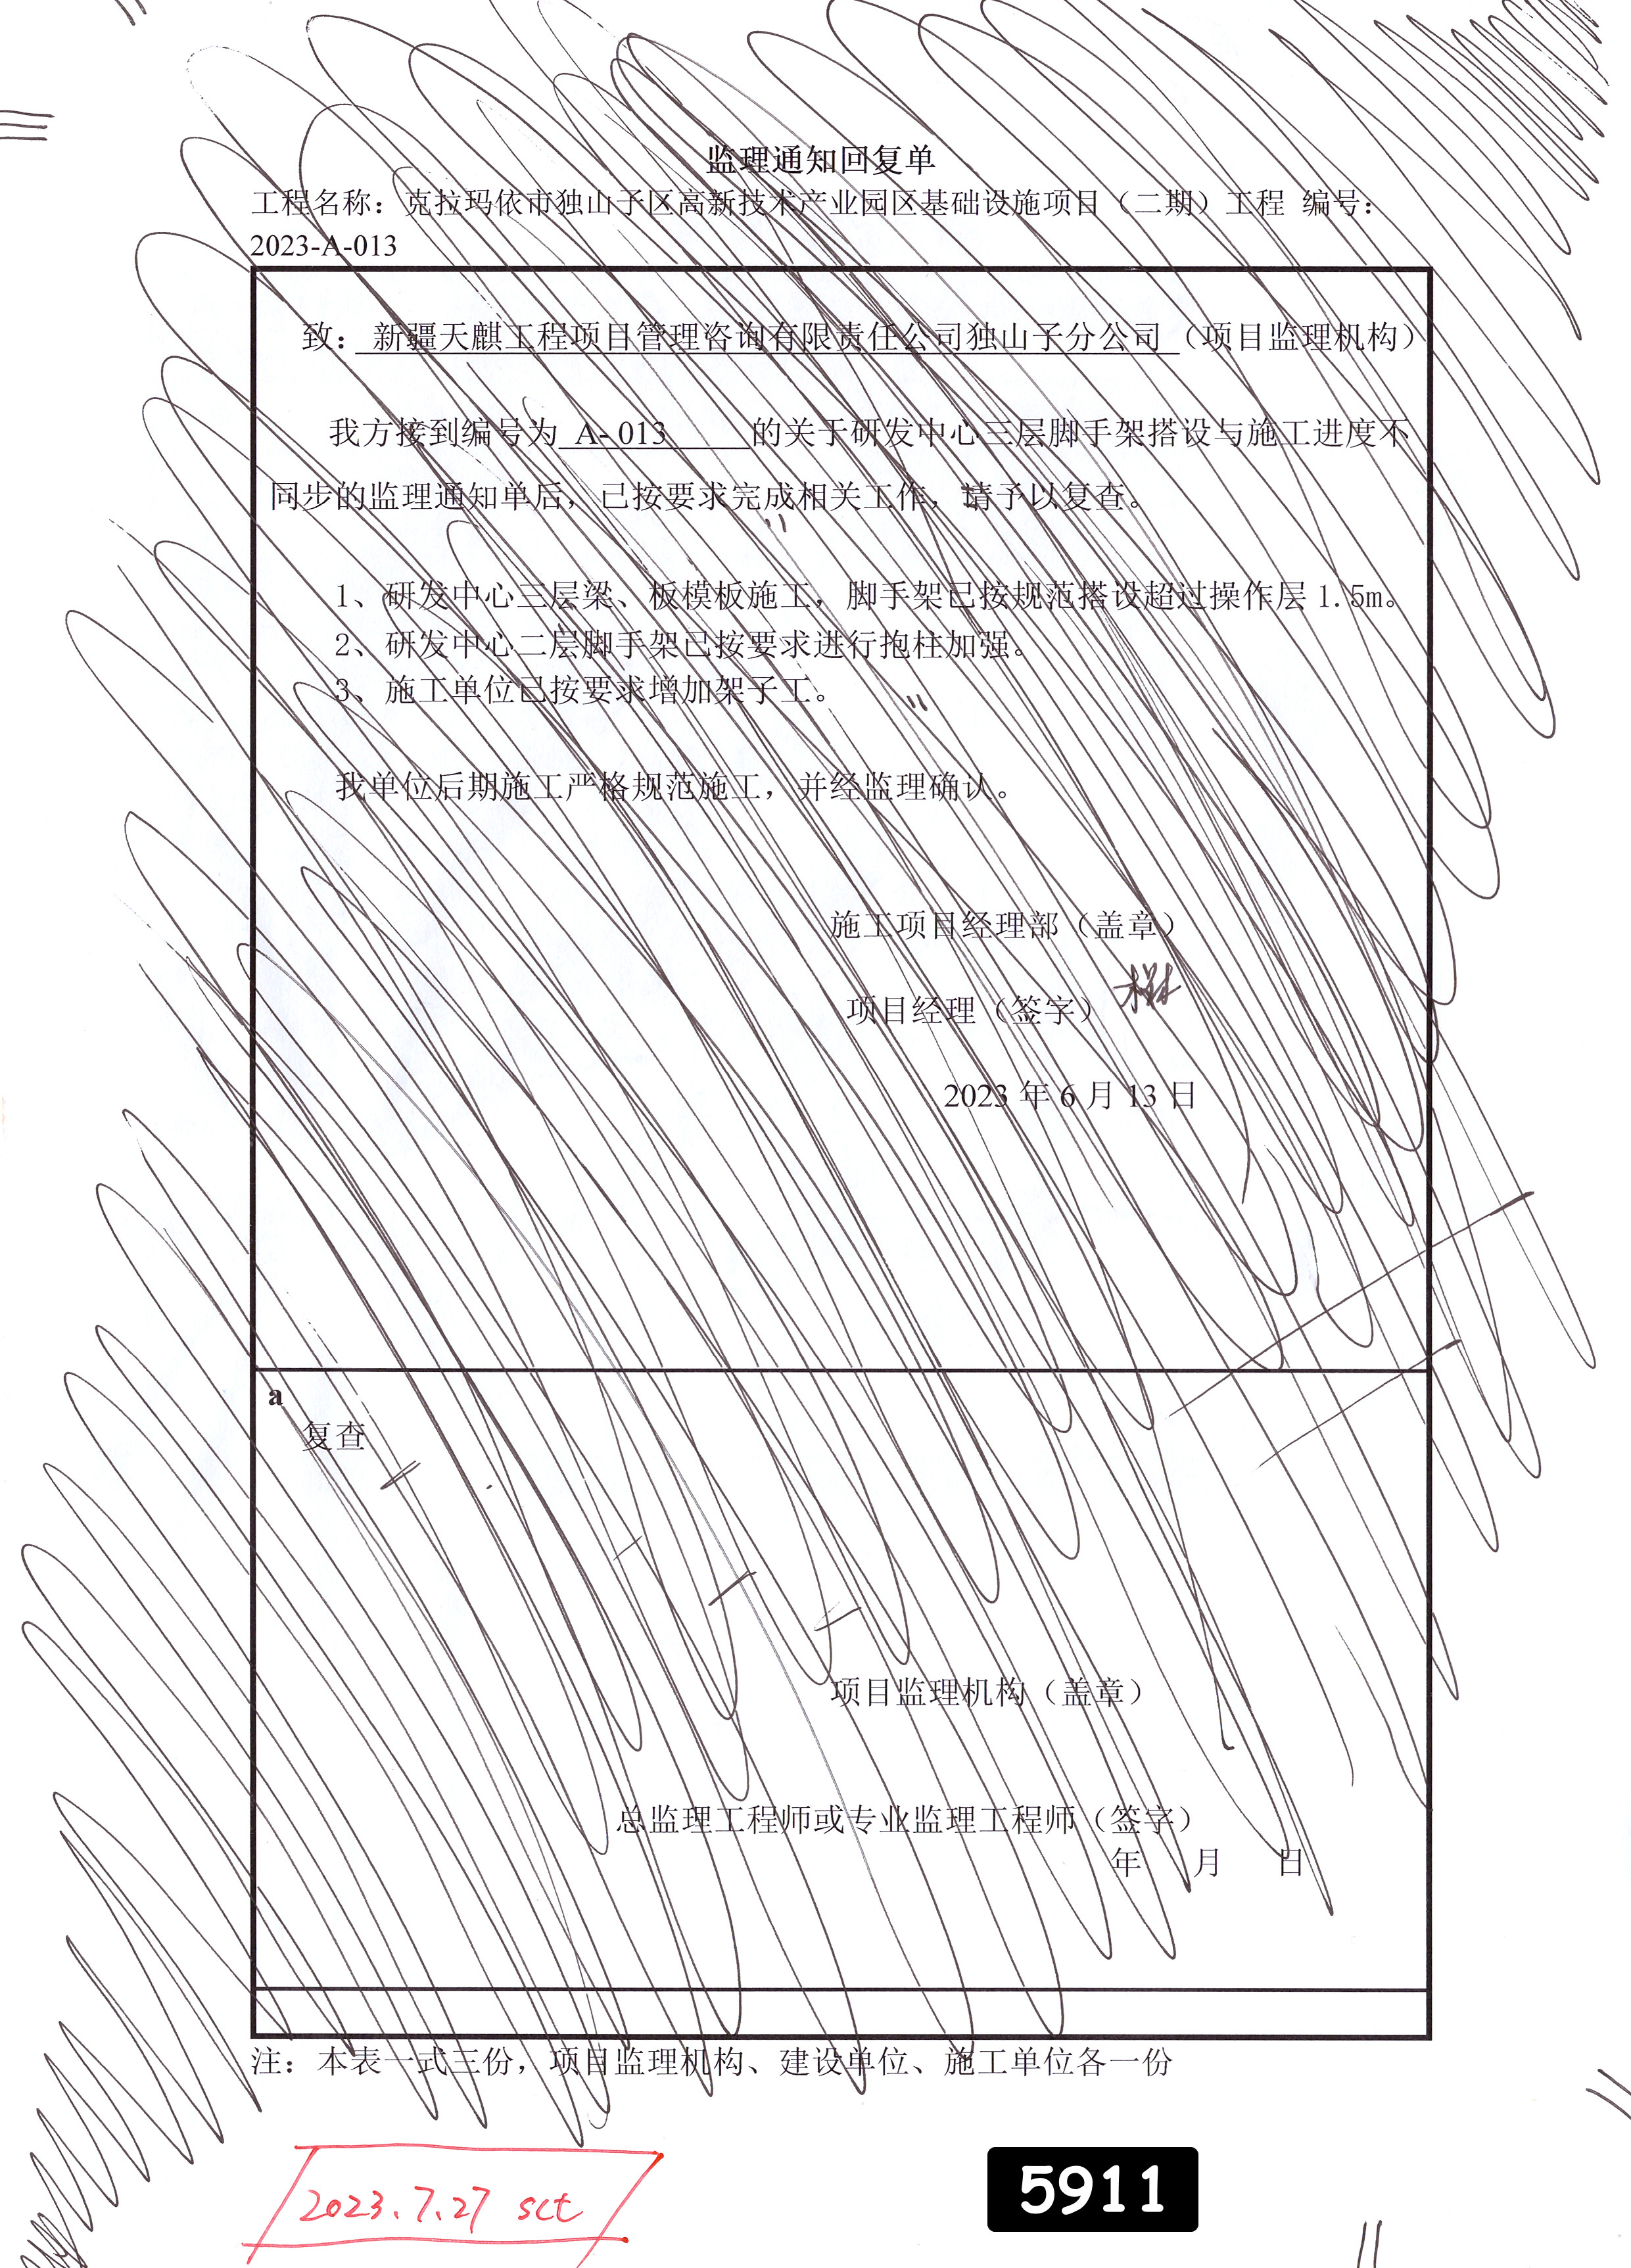 监理通知回复单
工程名称：克拉玛依市独山子区高新技术产业园区基础设施项目（二期）工程 编号：
2023-A-013
致： 新疆天麒工程项目管理咨询有限责任公司独山子分公司（项目监理机构）
我方接到编号为 A- 013 的关于研发中心三层脚手架搭设与施工进度不
同步的监理通知单后，已按要求完成相关工作，请予以复查。
1、研发中心三层梁、板模板施工，脚手架已按规范搭设超过操作层 1.5m。
2、研发中心二层脚手架已按要求进行抱柱加强。
3、施工单位已按要求增加架子工。
我单位后期施工严格规范施工，并经监理确认。
施工项目经理部（盖章）
项目经理（签字）
2023 年 6 月 13 日
a
复查
项目监理机构（盖章）
总监理工程师或专业监理工程师（签字）
年 月 日
注：本表一式三份，项目监理机构、建设单位、施工单位各一份
2023.7.27 sct
5911